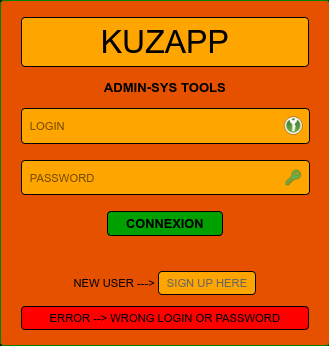 KUZAPP
ADMIN-SYS TOOLS
LOGIN
PASSWORD
CONNEXION
NEW USER ---> SIGN UP HERE
ERROR --> WRONG LOGIN OR PASSWORD